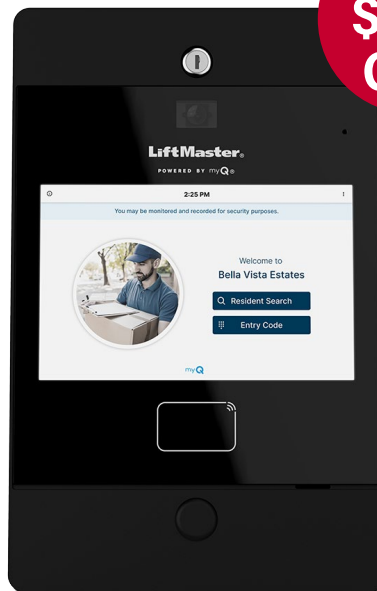 $
LiftMaster®
POWERED BY myQ®
2:25 PM
You may be monitored and recorded for security purposes.
Welcome to
Bella Vista Estates
Resident Search
Entry Code
myQ